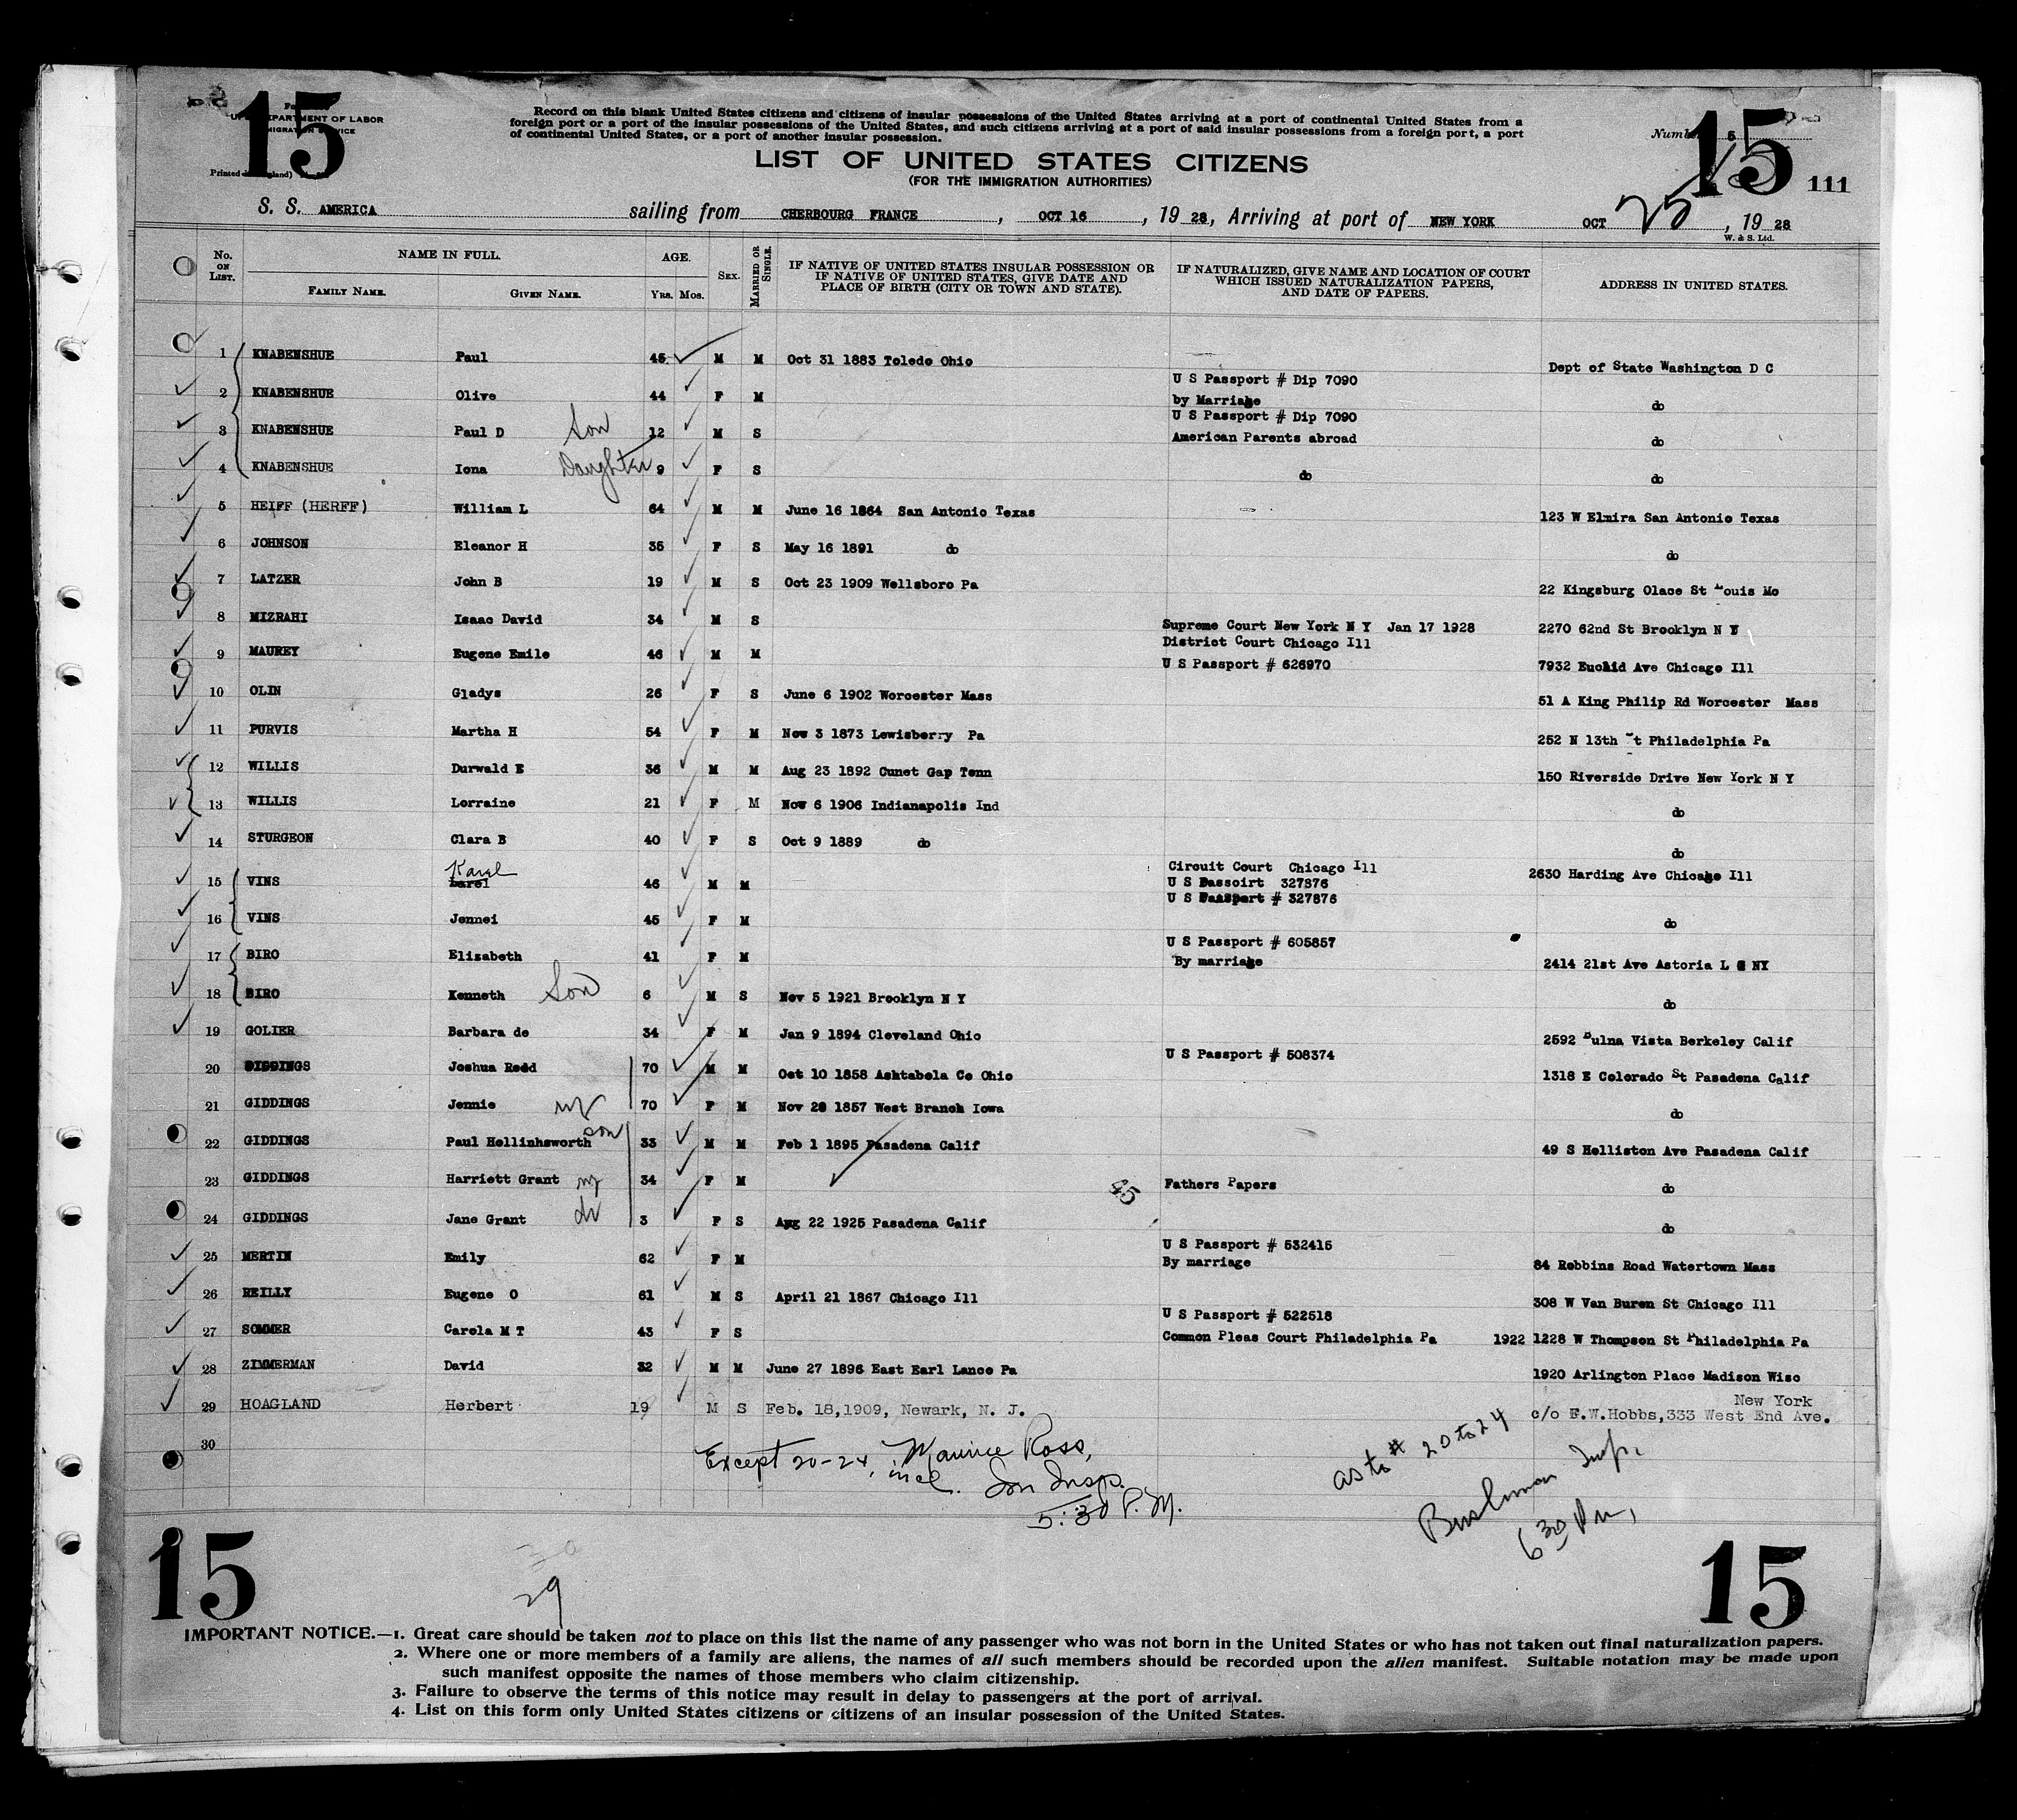 15
15
111
DEPARTMENT OF LABOR
Record on this blank United States citizens and citizens of insular possessions of the United States arriving at a port of continental United States from a
foreign port or a port of the insular possessions of the United States, and such citizens arriving at a port of said insular possessions from a foreign port, a port
of continental United States, or a port of another insular possession.
LIST OF UNITED STATES CITIZENS
(FOR THE IMMIGRATION AUTHORITIES)
S. S. AMERICA sailing from CHERBOURG FRANCE, OCT 16, 1928, Arriving at port of NEW YORK OCT 25, 1928
W. & S. Ltd.
No. ON LIST. NAME IN FULL. AGE. SEX. MARRIED OR SINGLE. IF NATIVE OF UNITED STATES INSULAR POSSESSION OR IF NATIVE OF UNITED STATES, GIVE DATE AND PLACE OF BIRTH (CITY OR TOWN AND STATE). IF NATURALIZED, GIVE NAME AND LOCATION OF COURT WHICH ISSUED NATURALIZATION PAPERS, AND DATE OF PAPERS. ADDRESS IN UNITED STATES.
FAMILY NAME. GIVEN NAME. YRS. MOS.
1 KNABENSHUE Paul 45 M M Oct 31 1883 Toledo Ohio Dept of State Washington D C
2 KNABENSHUE Olive 44 F M U S Passport # Dip 7090 by Marriage do
3 KNABENSHUE Paul D Son 12 M S U S Passport # Dip 7090 American Parents abroad do
4 KNABENSHUE Iona Daughter 9 F S do do
5 HEIFF (HERFF) William L 64 M M June 16 1864 San Antonio Texas 123 W Elmira San Antonio Texas
6 JOHNSON Eleanor H 35 F S May 16 1891 do do
7 LATZER John B 19 M S Oct 23 1909 Wellsboro Pa 22 Kingsburg Olace St Louis Mo
8 MIZRAHI Isaac David 34 M S Supreme Court New York N Y Jan 17 1928 2270 62nd St Brooklyn N Y
9 MAUREY Eugene Emile 46 M M District Court Chicago Ill U S Passport # 626970 7932 Euclid Ave Chicago Ill
10 OLIN Gladys 26 F S June 6 1902 Worcester Mass 51 A King Philip Rd Worcester Mass
11 PURVIS Martha H 54 F M Nov 3 1873 Lewisberry Pa 252 N 13th St Philadelphia Pa
12 WILLIS Durwald E 36 M M Aug 23 1892 Cunet Gap Tenn 150 Riverside Drive New York N Y
13 WILLIS Lorraine 21 F M Nov 6 1906 Indianapolis Ind do
14 STURGEON Clara B 40 F S Oct 9 1889 do do
15 VINS Karel 46 M M Circuit Court Chicago Ill U S Passoirt 327876 2630 Harding Ave Chicago Ill
16 VINS Jennei 45 F M U S Passport # 327876 do
17 BIRO Elizabeth 41 F M U S Passport # 605857 By marriage 2414 21st Ave Astoria L NY
18 BIRO Kenneth Son 6 M S Nov 5 1921 Brooklyn N Y do
19 GOLIER Barbara de 34 F M Jan 9 1894 Cleveland Ohio 2592 Bulna Vista Berkeley Calif
20 GIDDINGS Joshua Redd 70 M M Oct 10 1858 Ashtabela Co Ohio U S Passport # 508374 1318 E Colorado St Pasadena Calif
21 GIDDINGS Jennie wf 70 F M Nov 28 1857 West Branch Iowa do
22 GIDDINGS Paul Hollinhsworth son 33 M M Feb 1 1895 Pasadena Calif 49 S Holliston Ave Pasadena Calif
23 GIDDINGS Harriett Grant wf 34 F M 45 Fathers Papers do
24 GIDDINGS Jane Grant dr 3 F S Aug 22 1925 Pasadena Calif do
25 MERTIN Emily 62 F M U S Passport # 532415 By marriage 84 Robbins Road Watertown Mass
26 REILLY Eugene O 61 M S April 21 1867 Chicago Ill 308 W Van Buren St Chicago Ill
27 SOMMER Carola M T 43 F S U S Passport # 522518 Common Pleas Court Philadelphia Pa 1922 1228 W Thompson St Philadelphia Pa
28 ZIMMERMAN David 32 M M June 27 1896 East Earl Lance Pa 1920 Arlington Place Madison Wisc
29 HOAGLAND Herbert 19 M S Feb. 18,1909, Newark, N. J. New York c/o F.W.Hobbs,333 West End Ave.
30
Except 20-24, incl. Maurice Ross,
Im Insp.
5:30 P.M.
as to # 20 to 24
Bushman Insp.
6 30 Pm,
15
29
15
IMPORTANT NOTICE.—1. Great care should be taken not to place on this list the name of any passenger who was not born in the United States or who has not taken out final naturalization papers.
2. Where one or more members of a family are aliens, the names of all such members should be recorded upon the alien manifest. Suitable notation may be made upon
such manifest opposite the names of those members who claim citizenship.
3. Failure to observe the terms of this notice may result in delay to passengers at the port of arrival.
4. List on this form only United States citizens or citizens of an insular possession of the United States.